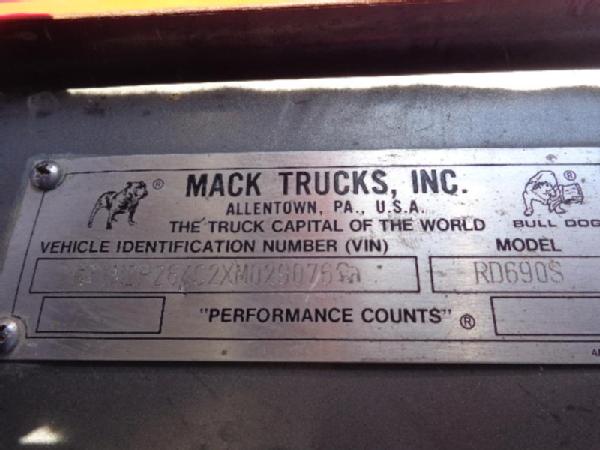 MACK TRUCKS, INC.
ALLENTOWN, PA., U.S.A.
THE TRUCK CAPITAL OF THE WORLD
® ® BULL DOG
VEHICLE IDENTIFICATION NUMBER (VIN) MODEL
RD690S
"PERFORMANCE COUNTS" ®